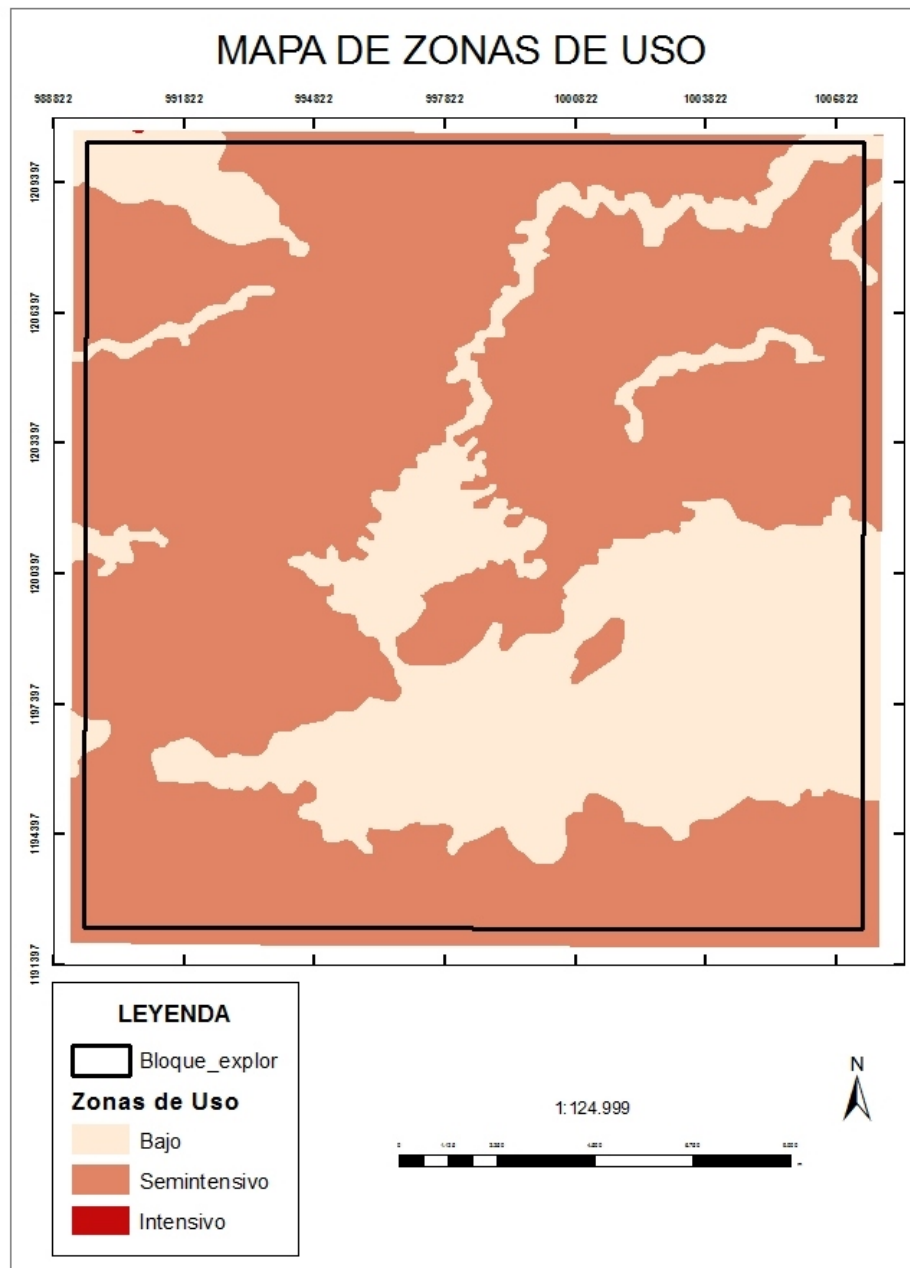 MAPA DE ZONAS DE USO
988822 991822 994822 997822 1000822 1003822 1006822
1209397
1206397
1203397
1200397
1197397
1194397
1191397
LEYENDA
Bloque_explor
Zonas de Uso
Bajo
Semintensivo
Intensivo
N
1:124.999
0